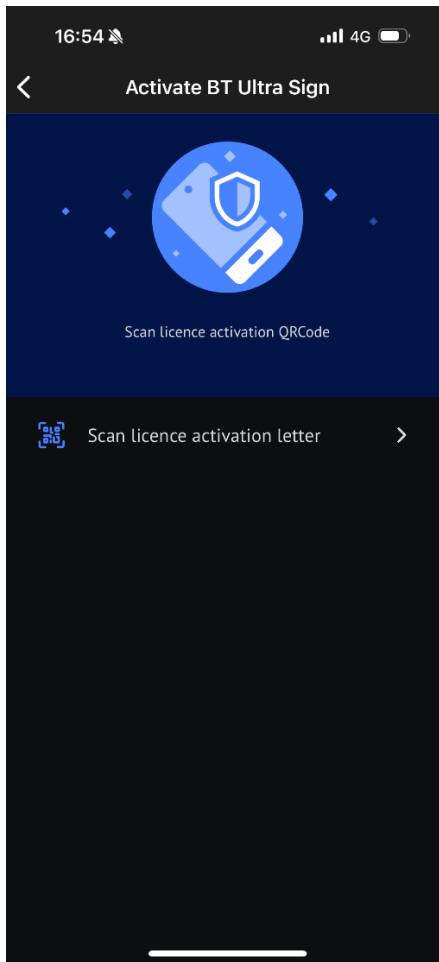 16:54
4G
Activate BT Ultra Sign
Scan licence activation QRCode
Scan licence activation letter